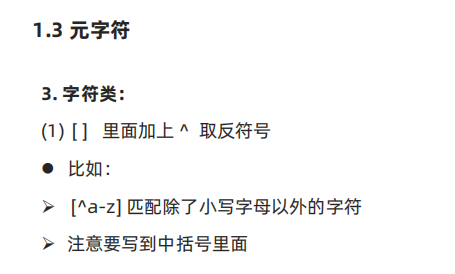 1.3 元字符
3. 字符类：
(1) [ ] 里面加上 ^ 取反符号
● 比如：
➢ [^a-z] 匹配除了小写字母以外的字符
➢ 注意要写到中括号里面